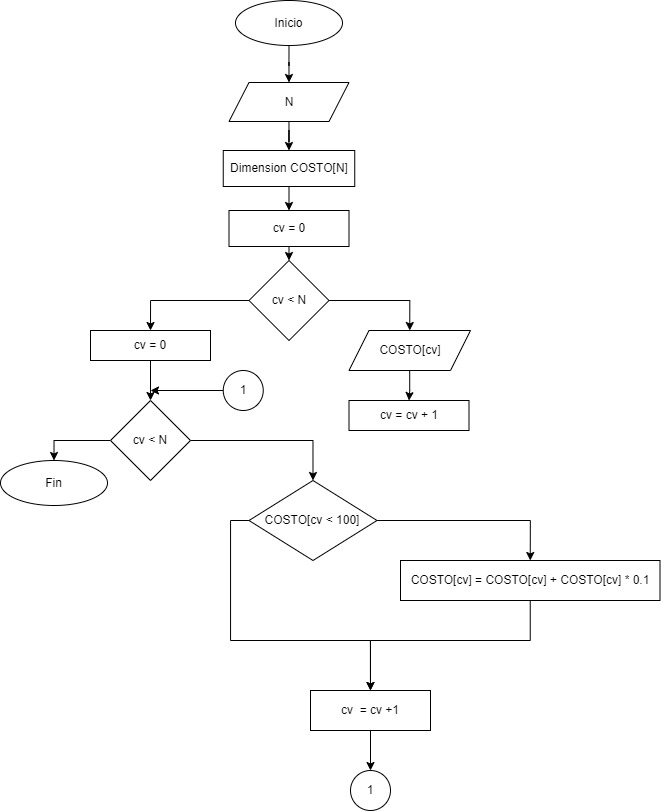 Inicio
N
Dimension COSTO[N]
cv = 0
cv < N
cv = 0
COSTO[cv]
1
cv = cv + 1
cv < N
Fin
COSTO[cv < 100]
COSTO[cv] = COSTO[cv] + COSTO[cv] * 0.1
cv = cv +1
1